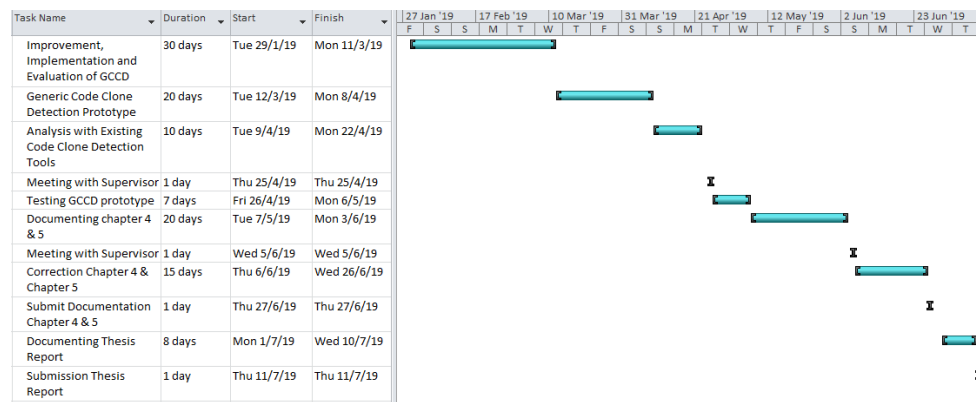 Task Name Duration Start Finish 27 Jan '19 17 Feb '19 10 Mar '19 31 Mar '19 21 Apr '19 12 May '19 2 Jun '19 23 Jun '19
F S S M T W T F S S M T W T F S S M T W T
Improvement, 30 days Tue 29/1/19 Mon 11/3/19
Implementation and
Evaluation of GCCD
Generic Code Clone 20 days Tue 12/3/19 Mon 8/4/19
Detection Prototype
Analysis with Existing 10 days Tue 9/4/19 Mon 22/4/19
Code Clone Detection
Tools
Meeting with Supervisor 1 day Thu 25/4/19 Thu 25/4/19
Testing GCCD prototype 7 days Fri 26/4/19 Mon 6/5/19
Documenting chapter 4 20 days Tue 7/5/19 Mon 3/6/19
& 5
Meeting with Supervisor 1 day Wed 5/6/19 Wed 5/6/19
Correction Chapter 4 & 15 days Thu 6/6/19 Wed 26/6/19
Chapter 5
Submit Documentation 1 day Thu 27/6/19 Thu 27/6/19
Chapter 4 & 5
Documenting Thesis 8 days Mon 1/7/19 Wed 10/7/19
Report
Submission Thesis 1 day Thu 11/7/19 Thu 11/7/19
Report